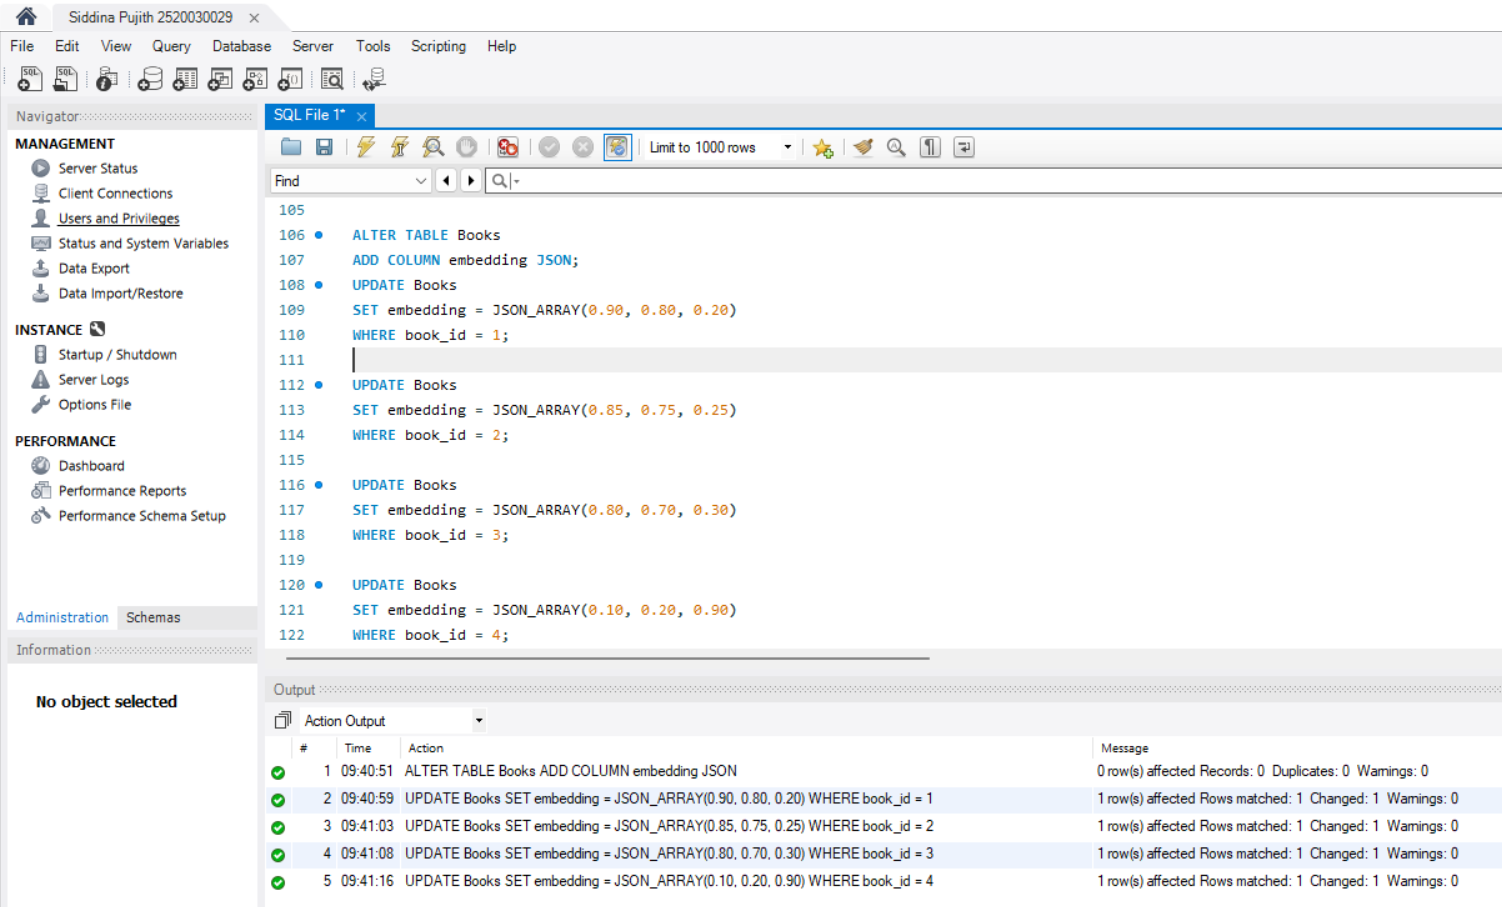 Siddina Pujith 2520030029
File Edit View Query Database Server Tools Scripting Help
Navigator
MANAGEMENT
Server Status
Client Connections
Users and Privileges
Status and System Variables
Data Export
Data Import/Restore
INSTANCE
Startup / Shutdown
Server Logs
Options File
PERFORMANCE
Dashboard
Performance Reports
Performance Schema Setup
Administration Schemas
Information
No object selected
SQL File 1*
Limit to 1000 rows
Find
105
106 ALTER TABLE Books
107 ADD COLUMN embedding JSON;
108 UPDATE Books
109 SET embedding = JSON_ARRAY(0.90, 0.80, 0.20)
110 WHERE book_id = 1;
111
112 UPDATE Books
113 SET embedding = JSON_ARRAY(0.85, 0.75, 0.25)
114 WHERE book_id = 2;
115
116 UPDATE Books
117 SET embedding = JSON_ARRAY(0.80, 0.70, 0.30)
118 WHERE book_id = 3;
119
120 UPDATE Books
121 SET embedding = JSON_ARRAY(0.10, 0.20, 0.90)
122 WHERE book_id = 4;
Output
Action Output
# Time Action Message
1 09:40:51 ALTER TABLE Books ADD COLUMN embedding JSON 0 row(s) affected Records: 0 Duplicates: 0 Warnings: 0
2 09:40:59 UPDATE Books SET embedding = JSON_ARRAY(0.90, 0.80, 0.20) WHERE book_id = 1 1 row(s) affected Rows matched: 1 Changed: 1 Warnings: 0
3 09:41:03 UPDATE Books SET embedding = JSON_ARRAY(0.85, 0.75, 0.25) WHERE book_id = 2 1 row(s) affected Rows matched: 1 Changed: 1 Warnings: 0
4 09:41:08 UPDATE Books SET embedding = JSON_ARRAY(0.80, 0.70, 0.30) WHERE book_id = 3 1 row(s) affected Rows matched: 1 Changed: 1 Warnings: 0
5 09:41:16 UPDATE Books SET embedding = JSON_ARRAY(0.10, 0.20, 0.90) WHERE book_id = 4 1 row(s) affected Rows matched: 1 Changed: 1 Warnings: 0